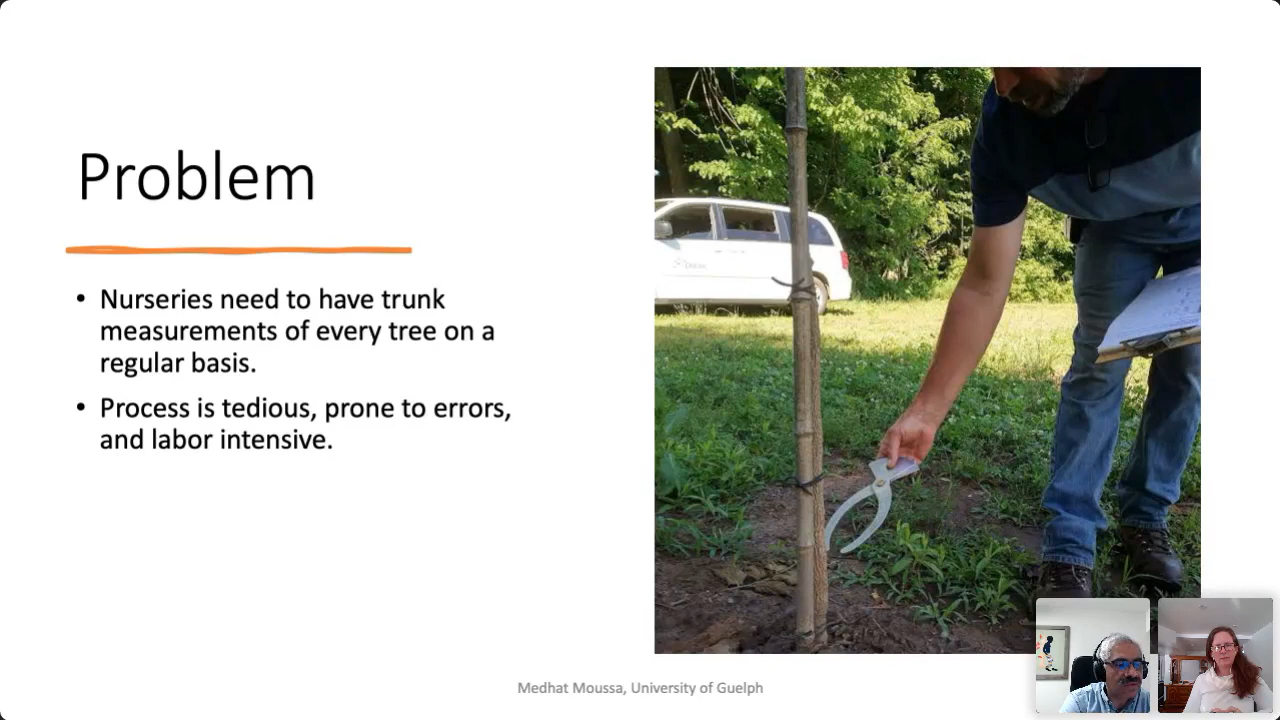 Problem
• Nurseries need to have trunk
measurements of every tree on a
regular basis.
• Process is tedious, prone to errors,
and labor intensive.
Medhat Moussa, University of Guelph